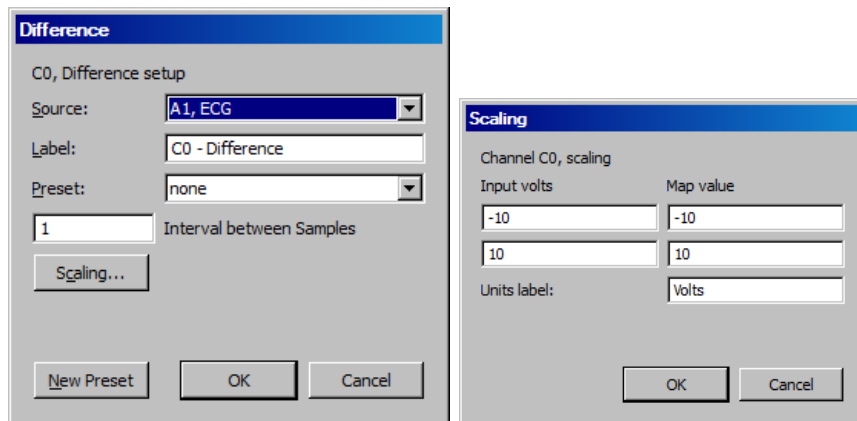 Difference
C0, Difference setup
Source: A1, ECG
Label: C0 - Difference
Preset: none
1 Interval between Samples
Scaling...
New Preset OK Cancel
Scaling
Channel C0, scaling
Input volts Map value
-10 -10
10 10
Units label: Volts
OK Cancel